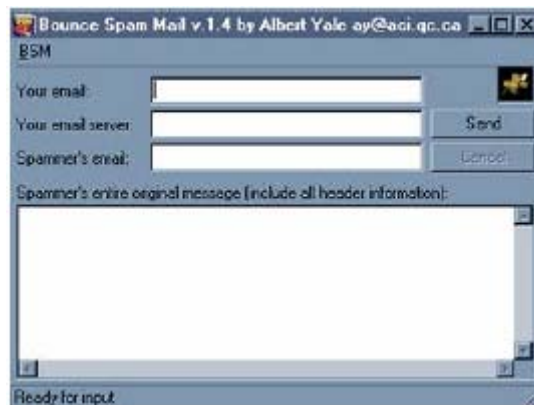 Bounce Spam Mail v.1.4 by Albert Yale ay@aci.qc.ca
BSM
Your email:
Your email server:
Send
Spammer's email:
Cancel
Spammer's entire original message (include all header information):
Ready for input